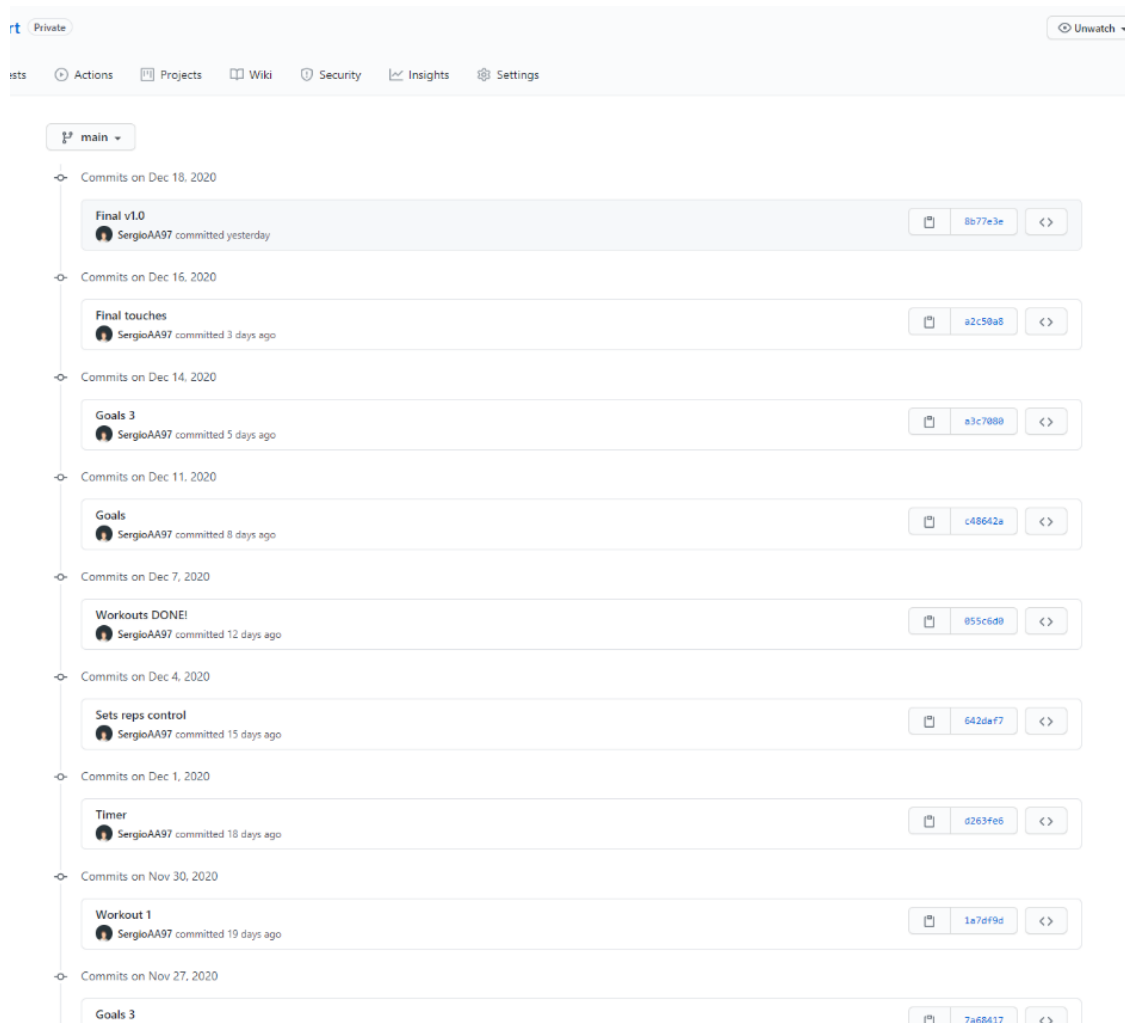 rt Private Unwatch
ests Actions Projects Wiki Security Insights Settings
main
Commits on Dec 18, 2020
Final v1.0
SergioAA97 committed yesterday
8b77e3e
Commits on Dec 16, 2020
Final touches
SergioAA97 committed 3 days ago
a2c50a8
Commits on Dec 14, 2020
Goals 3
SergioAA97 committed 5 days ago
a3c7080
Commits on Dec 11, 2020
Goals
SergioAA97 committed 8 days ago
c48642a
Commits on Dec 7, 2020
Workouts DONE!
SergioAA97 committed 12 days ago
055c6d0
Commits on Dec 4, 2020
Sets reps control
SergioAA97 committed 15 days ago
642daf7
Commits on Dec 1, 2020
Timer
SergioAA97 committed 18 days ago
d263fe6
Commits on Nov 30, 2020
Workout 1
SergioAA97 committed 19 days ago
1a7df9d
Commits on Nov 27, 2020
Goals 3
7a68417